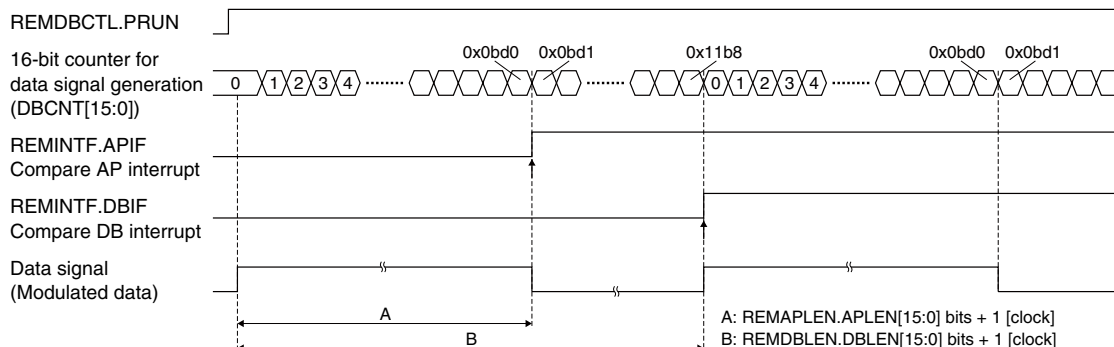 REMDBCTL.PRUN
16-bit counter for
data signal generation
(DBCNT[15:0])
0x0bd0 0x0bd1 0x11b8 0x0bd0 0x0bd1
0 1 2 3 4 0 1 2 3 4
REMINTF.APIF
Compare AP interrupt
REMINTF.DBIF
Compare DB interrupt
Data signal
(Modulated data)
A
B
A: REMAPLEN.APLEN[15:0] bits + 1 [clock]
B: REMDBLEN.DBLEN[15:0] bits + 1 [clock]